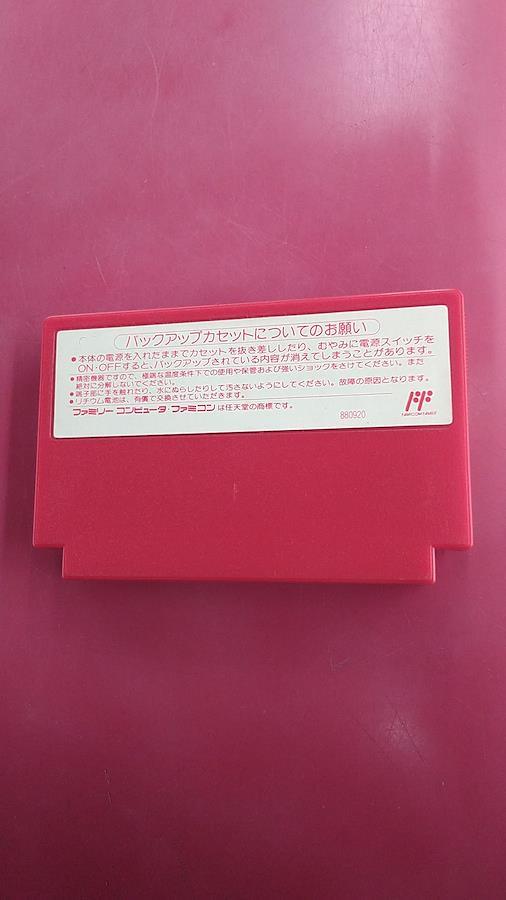 バックアップカセットについてのお願い
●本体の電源を入れたままでカセットを抜き差ししたり、むやみに電源スイッチを
ON・OFFすると、バックアップされている内容が消えてしまうことがあります。
●精密機器ですので、極端な温度条件下での使用や保管および強いショックをさけてください。また
絶対に分解しないでください。
●端子部に手を触れたり、水にぬらしたりして汚さないようにしてください。故障の原因となります。
●リチウム電池は、有償で交換させていただきます。
ファミリーコンピュータ・ファミコンは任天堂の商標です。
880920
FAMICOM FAMILY